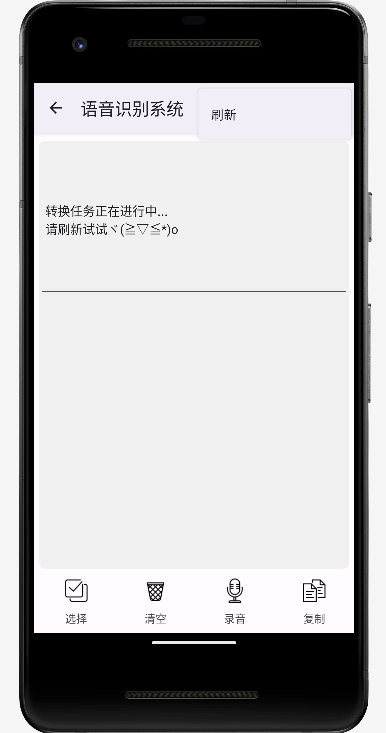 语音识别系统
刷新
转换任务正在进行中...
请刷新试试ヾ(≧▽≦*)o
选择
清空
录音
复制